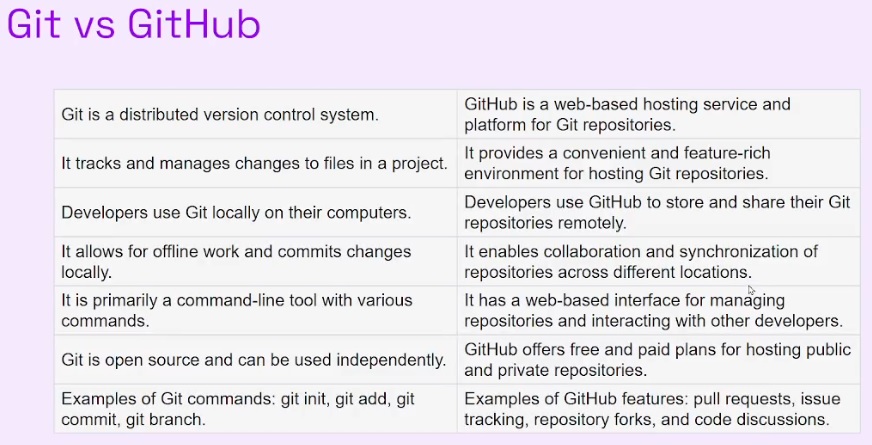 Git vs GitHub
Git is a distributed version control system.
GitHub is a web-based hosting service and
platform for Git repositories.
It tracks and manages changes to files in a project.
It provides a convenient and feature-rich
environment for hosting Git repositories.
Developers use Git locally on their computers.
Developers use GitHub to store and share their Git
repositories remotely.
It allows for offline work and commits changes
locally.
It enables collaboration and synchronization of
repositories across different locations.
It is primarily a command-line tool with various
commands.
It has a web-based interface for managing
repositories and interacting with other developers.
Git is open source and can be used independently.
GitHub offers free and paid plans for hosting public
and private repositories.
Examples of Git commands: git init, git add, git
commit, git branch.
Examples of GitHub features: pull requests, issue
tracking, repository forks, and code discussions.